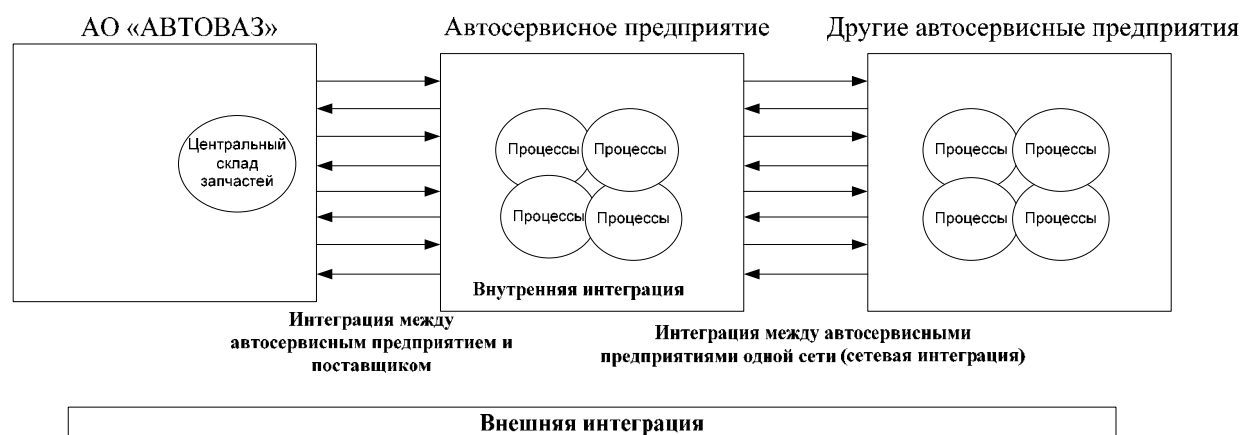 АО «АВТОВАЗ»
Автосервисное предприятие
Другие автосервисные предприятия
Центральный
склад
запчастей
Процессы
Процессы
Процессы
Процессы
Внутренняя интеграция
Процессы
Процессы
Процессы
Процессы
Интеграция между
автосервисным предприятием и
поставщиком
Интеграция между автосервисными
предприятиями одной сети (сетевая интеграция)
Внешняя интеграция